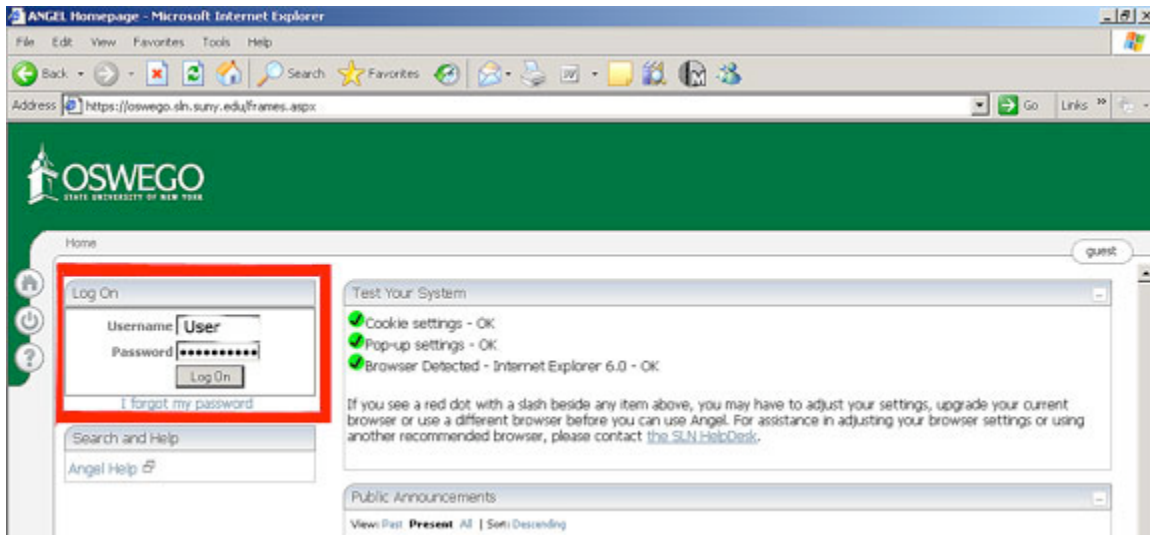 ANGEL Homepage - Microsoft Internet Explorer
File Edit View Favorites Tools Help
Back Search Favorites
Address https://oswego.sln.suny.edu/frames.aspx Go Links »
OSWEGO
STATE UNIVERSITY OF NEW YORK
Home
guest
Log On
Username User
Password ••••••••••
Log On
I forgot my password
Search and Help
Angel Help
Test Your System
Cookie settings - OK
Pop-up settings - OK
Browser Detected - Internet Explorer 6.0 - OK
If you see a red dot with a slash beside any item above, you may have to adjust your settings, upgrade your current
browser or use a different browser before you can use Angel. For assistance in adjusting your browser settings or using
another recommended browser, please contact the SLN HelpDesk.
Public Announcements
View: Past Present All | Sort: Descending